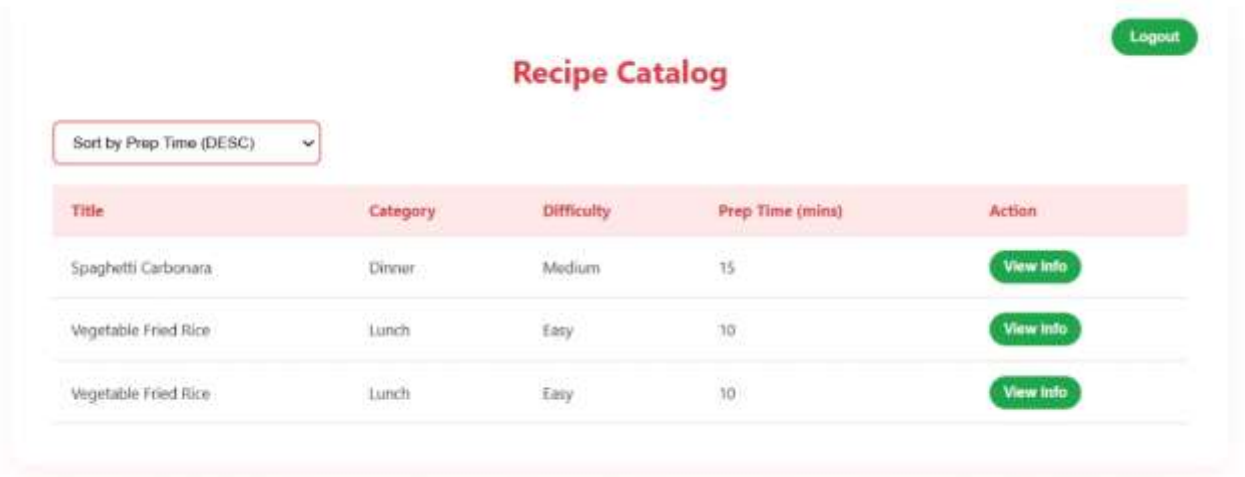 Logout
Recipe Catalog
Sort by Prep Time (DESC)
Title Category Difficulty Prep Time (mins) Action
Spaghetti Carbonara Dinner Medium 15 View Info
Vegetable Fried Rice Lunch Easy 10 View Info
Vegetable Fried Rice Lunch Easy 10 View Info